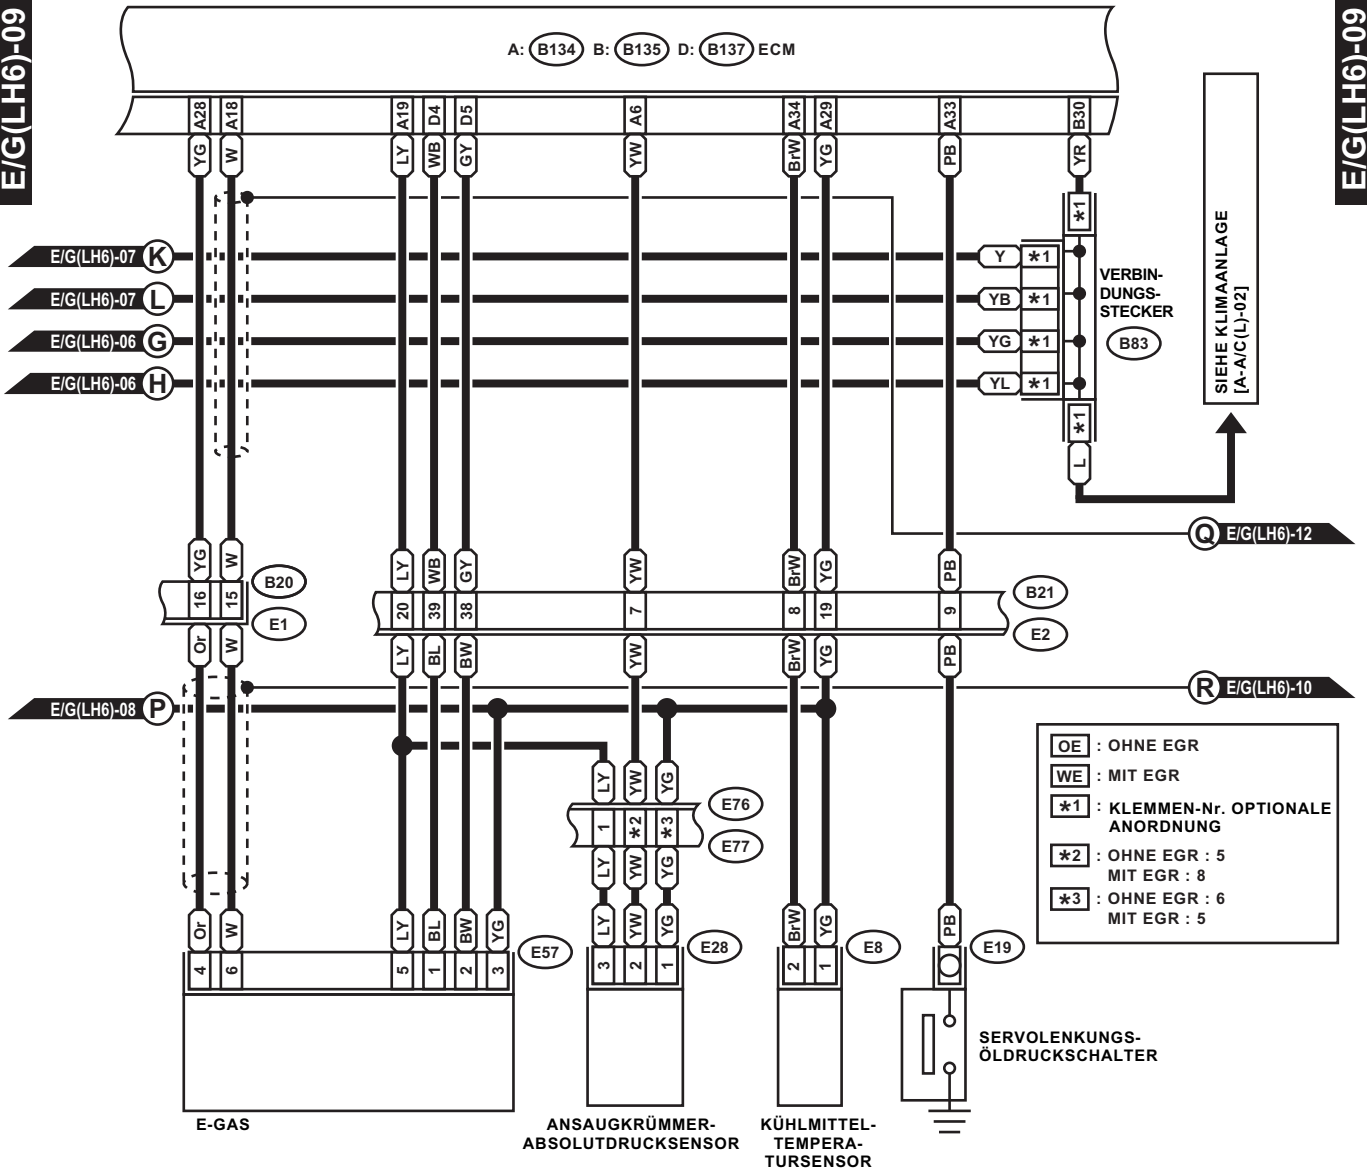 E/G(LH6)-09
E/G(LH6)-09
A: B134 B: B135 D: B137 ECM
A28 A18 A19 D4 D5 A6 A34 A29 A33 B30
YG W LY WB GY YW BrW YG PB YR
*1
E/G(LH6)-07 K Y *1
E/G(LH6)-07 L YB *1
E/G(LH6)-06 G YG *1
E/G(LH6)-06 H YL *1
VERBIN-
DUNGS-
STECKER
B83
*1
L
SIEHE KLIMAANLAGE
[A-A/C(L)-02]
Q E/G(LH6)-12
YG W LY WB GY YW BrW YG PB
B20
16 15 20 39 38 7 8 19 9
B21
E1
E2
Or W LY BL BW YW BrW YG PB
R E/G(LH6)-10
E/G(LH6)-08 P
LY YW YG
E76
1 *2 *3
E77
LY YW YG
OE : OHNE EGR
WE : MIT EGR
*1 : KLEMMEN-Nr. OPTIONALE
ANORDNUNG
*2 : OHNE EGR : 5
MIT EGR : 8
*3 : OHNE EGR : 6
MIT EGR : 5
Or W LY BL BW YG LY YW YG BrW YG PB
4 6 5 1 2 3 E57 3 2 1 E28 2 1 E8 E19
SERVOLENKUNGS-
ÖLDRUCKSCHALTER
E-GAS
ANSAUGKRÜMMER-
ABSOLUTDRUCKSENSOR
KÜHLMITTEL-
TEMPERA-
TURSENSOR